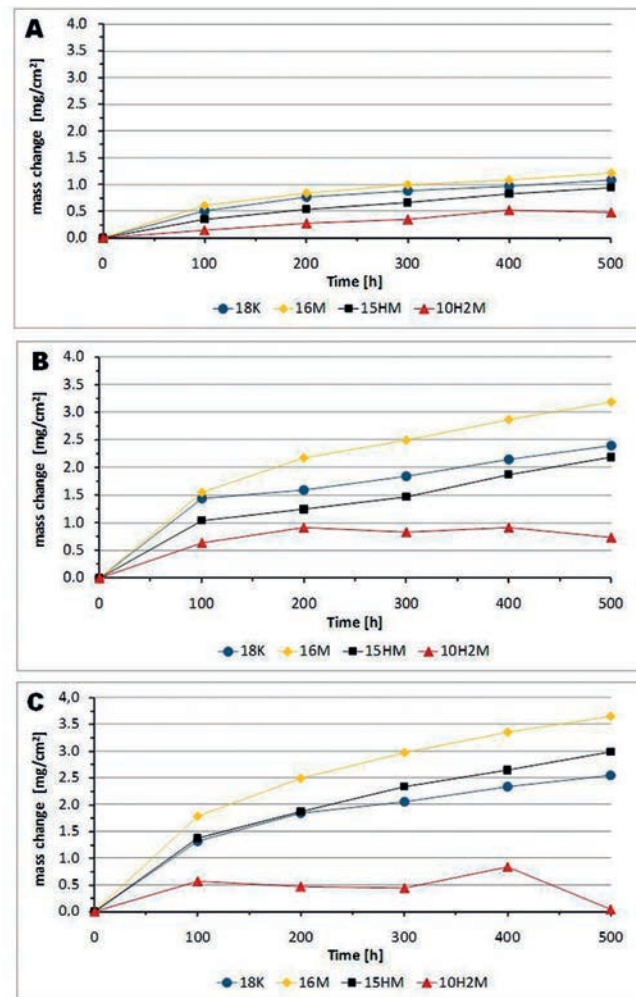 A
4.0
3.5
3.0
2.5
2.0
1.5
1.0
0.5
0.0
mass change [mg/cm²]
0 100 200 300 400 500
Time [h]
18K 16M 15HM 10H2M
B
4.0
3.5
3.0
2.5
2.0
1.5
1.0
0.5
0.0
mass change [mg/cm²]
0 100 200 300 400 500
Time [h]
18K 16M 15HM 10H2M
C
4,0
3,5
3,0
2,5
2,0
1,5
1,0
0,5
0,0
mass change [mg/cm²]
0 100 200 300 400 500
Time [h]
18K 16M 15HM 10H2M